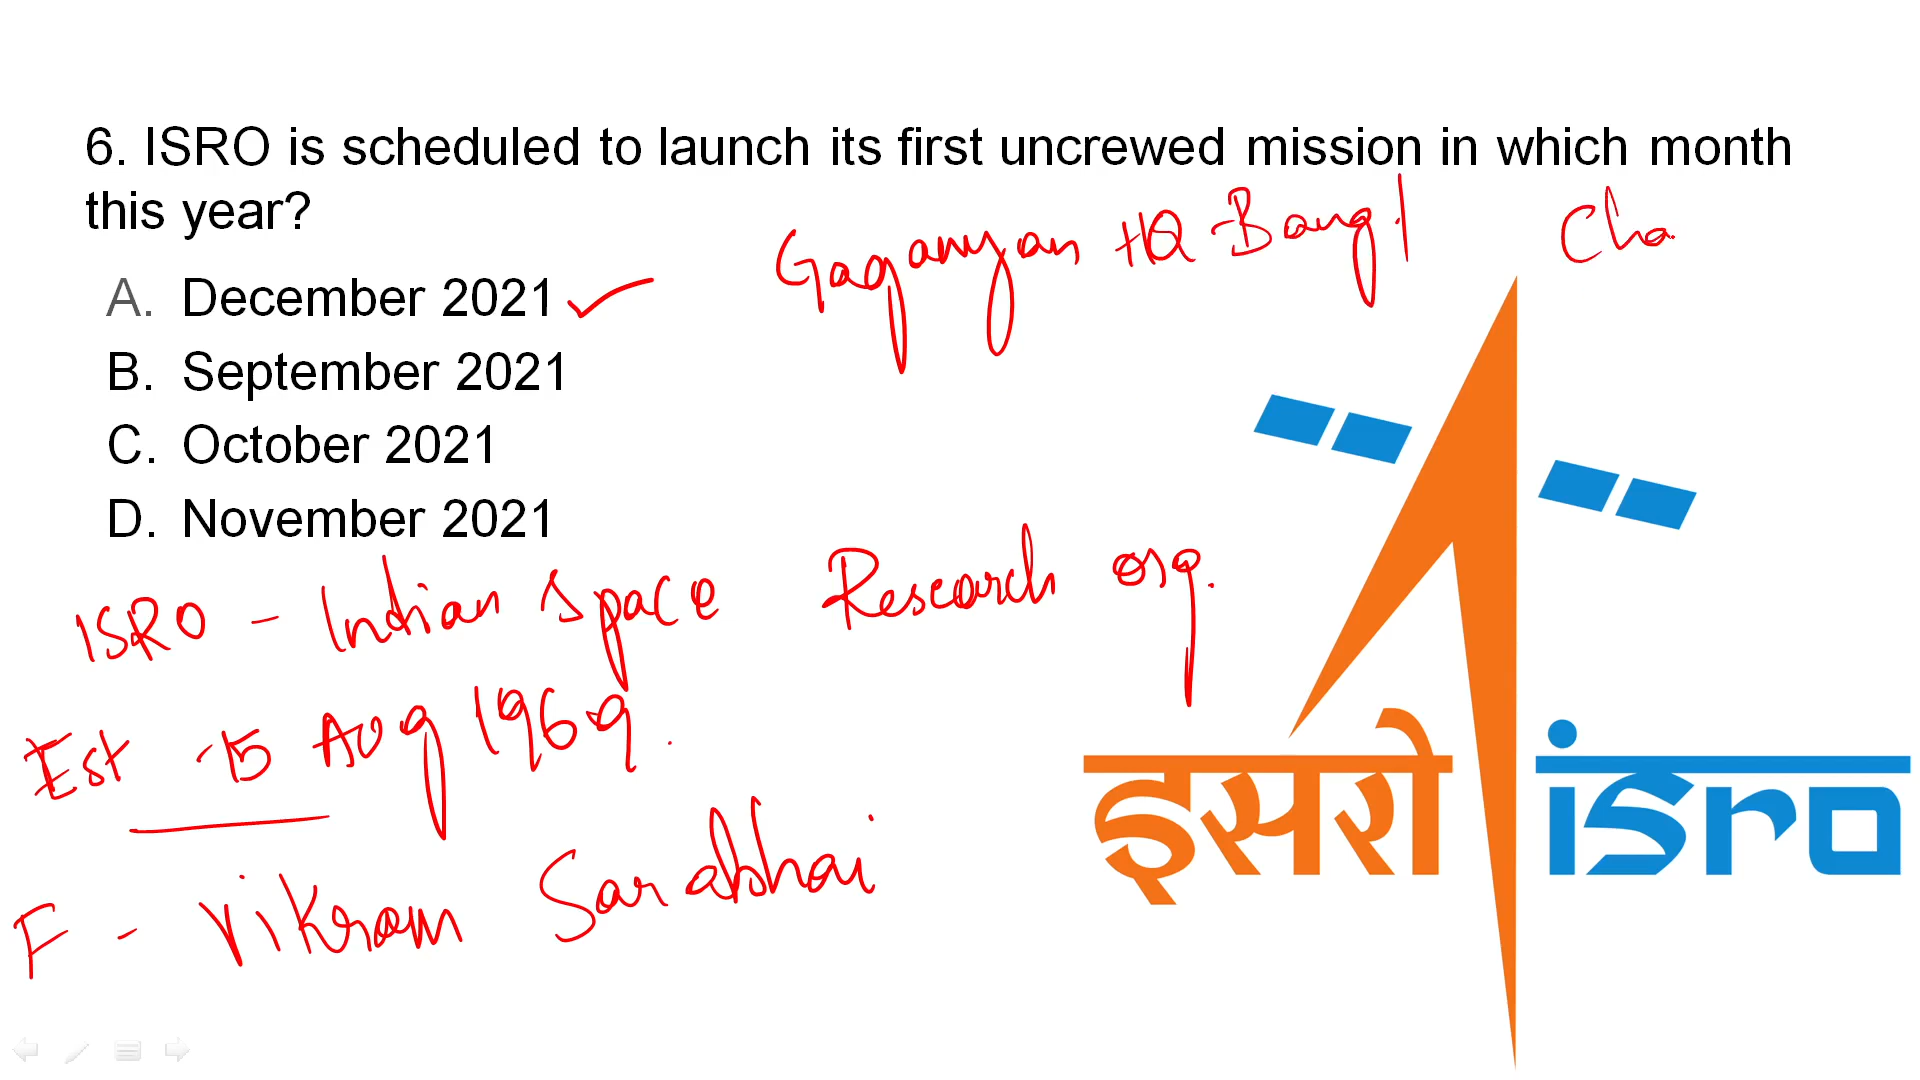 6. ISRO is scheduled to launch its first uncrewed mission in which month
this year?
Gaganyan HQ - Bangl Cha
A. December 2021
B. September 2021
C. October 2021
D. November 2021
ISRO - Indian Space Research org.
Est - 15 Aug 1969.
F - Vikram Sarabhai
इसरो isro